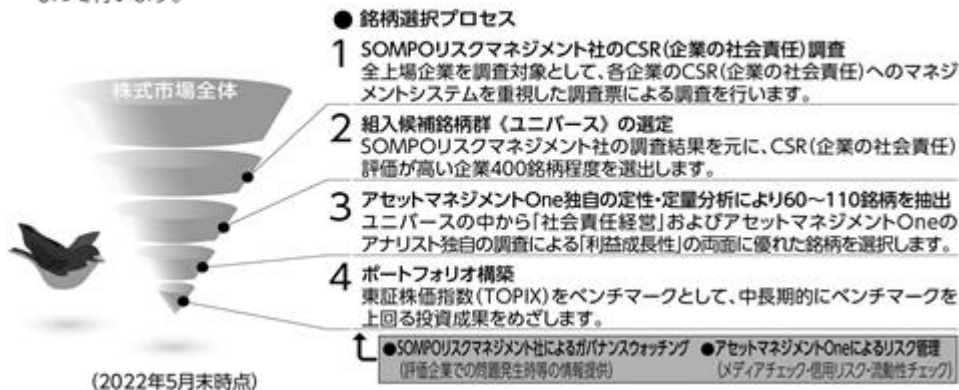 ●銘柄選択プロセス
株式市場全体
1 SOMPOリスクマネジメント社のCSR(企業の社会責任)調査
全上場企業を調査対象として、各企業のCSR(企業の社会責任)へのマネジ
メントシステムを重視した調査票による調査を行います。
2 組入候補銘柄群《ユニバース》の選定
SOMPOリスクマネジメント社の調査結果を元に、CSR(企業の社会責任)
評価が高い企業400銘柄程度を選出します。
3 アセットマネジメントOne独自の定性・定量分析により60〜110銘柄を抽出
ユニバースの中から「社会責任経営」およびアセットマネジメントOneの
アナリスト独自の調査による「利益成長性」の両面に優れた銘柄を選択します。
4 ポートフォリオ構築
東証株価指数(TOPIX)をベンチマークとして、中長期的にベンチマークを
上回る投資成果をめざします。
●SOMPOリスクマネジメント社によるガバナンスウォッチング ●アセットマネジメントOneによるリスク管理
(評価企業での問題発生時等の情報提供) (メディアチェック・信用リスク・流動性チェック)
(2022年5月末時点)